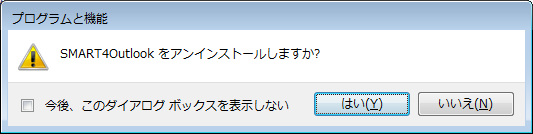 プログラムと機能
SMART4Outlook をアンインストールしますか?
今後、このダイアログ ボックスを表示しない
はい(Y)
いいえ(N)